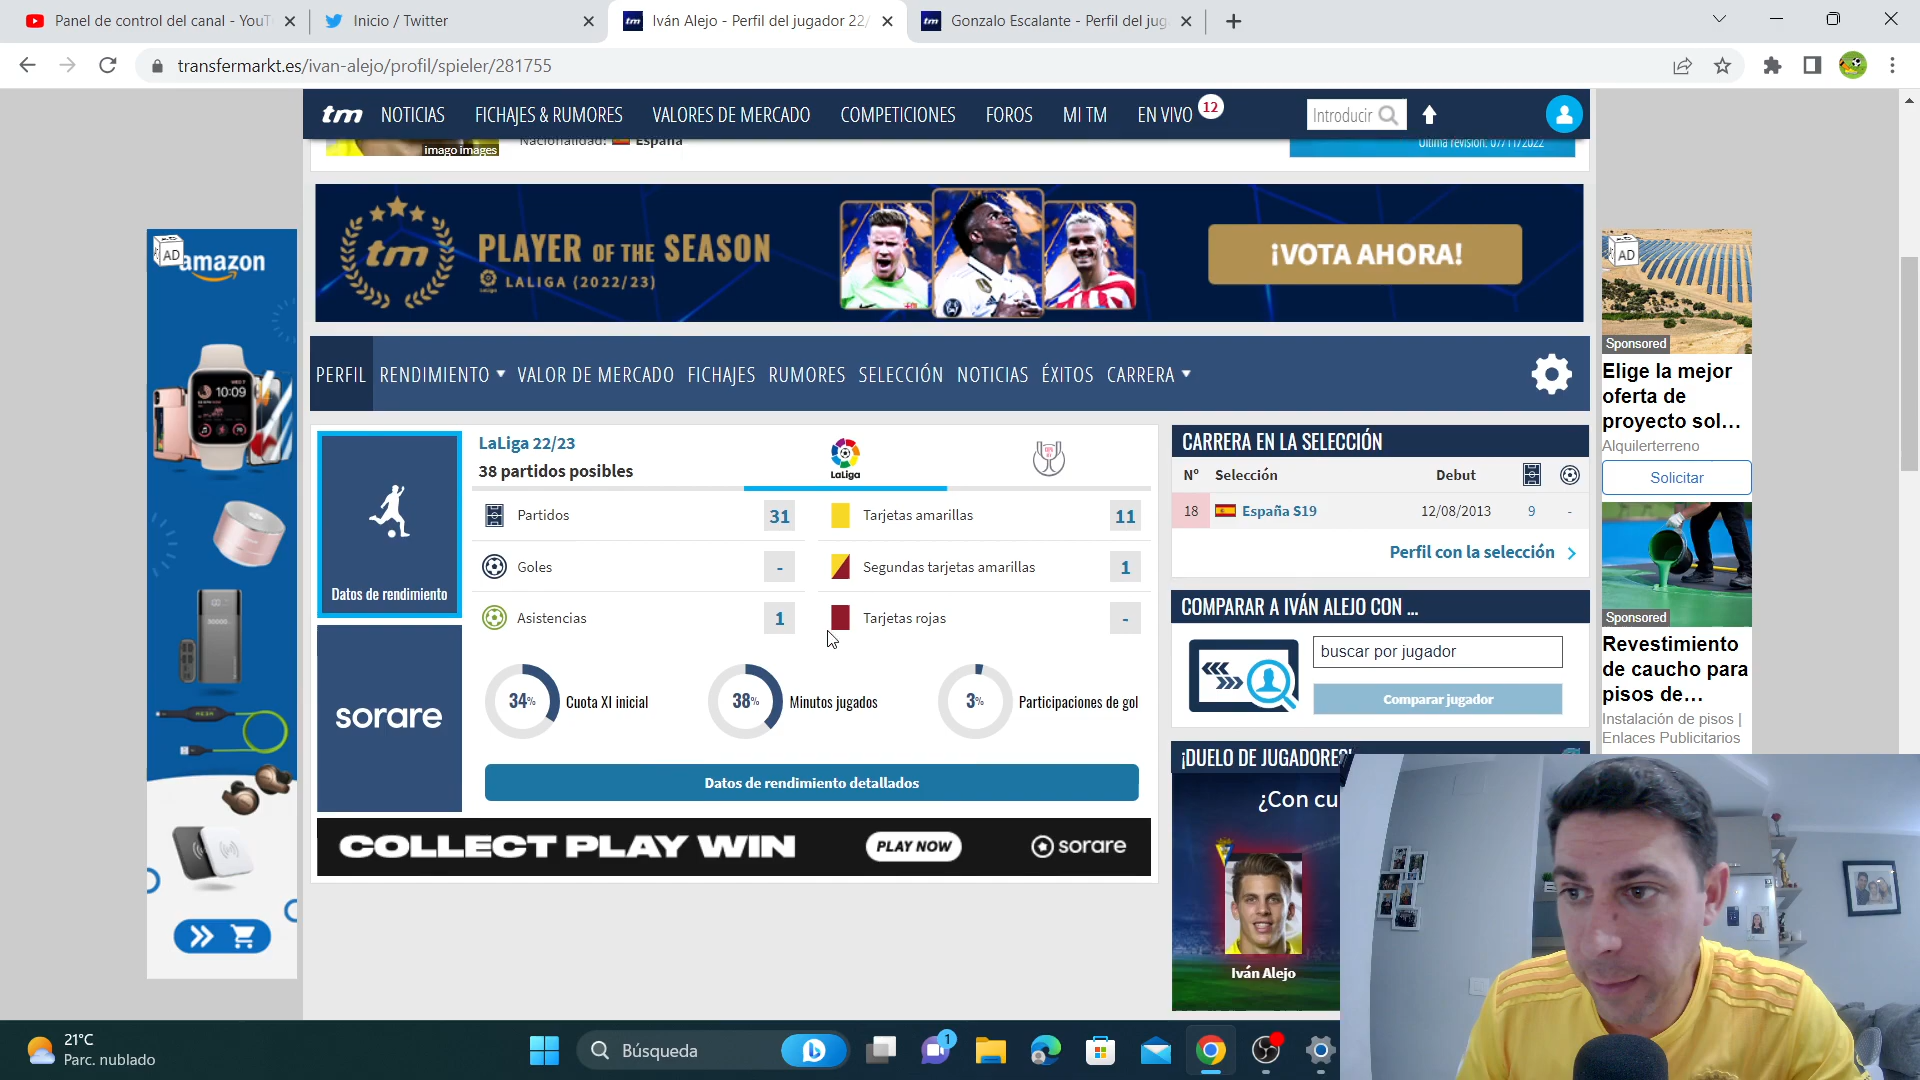 Panel de control del canal - YouT
Inicio / Twitter
Iván Alejo - Perfil del jugador 22/
Gonzalo Escalante - Perfil del jug
transfermarkt.es/ivan-alejo/profil/spieler/281755
tm NOTICIAS FICHAJES & RUMORES VALORES DE MERCADO COMPETICIONES FOROS MI TM EN VIVO 12 Introducir
imago images
Nacionalidad: España
Última revisión: 07/11/2022
tm PLAYER OF THE SEASON
LALIGA (2022/23)
¡VOTA AHORA!
PERFIL RENDIMIENTO VALOR DE MERCADO FICHAJES RUMORES SELECCIÓN NOTICIAS ÉXITOS CARRERA
AD
amazon
10:09
Datos de rendimiento
sorare
LaLiga 22/23
38 partidos posibles
LaLiga
Partidos 31 Tarjetas amarillas 11
Goles - Segundas tarjetas amarillas 1
Asistencias 1 Tarjetas rojas -
34% Cuota XI inicial 38% Minutos jugados 3% Participaciones de gol
Datos de rendimiento detallados
COLLECT PLAY WIN PLAY NOW sorare
CARRERA EN LA SELECCIÓN
Nº Selección Debut
18 España S19 12/08/2013 9 -
Perfil con la selección
COMPARAR A IVÁN ALEJO CON ...
buscar por jugador
Comparar jugador
¡DUELO DE JUGADORES!
¿Con cu
Iván Alejo
AD
Sponsored
Elige la mejor
oferta de
proyecto sol...
Alquilerterreno
Solicitar
Sponsored
Revestimiento
de caucho para
pisos de...
Instalación de pisos |
Enlaces Publicitarios
21°C
Parc. nublado
Búsqueda
1